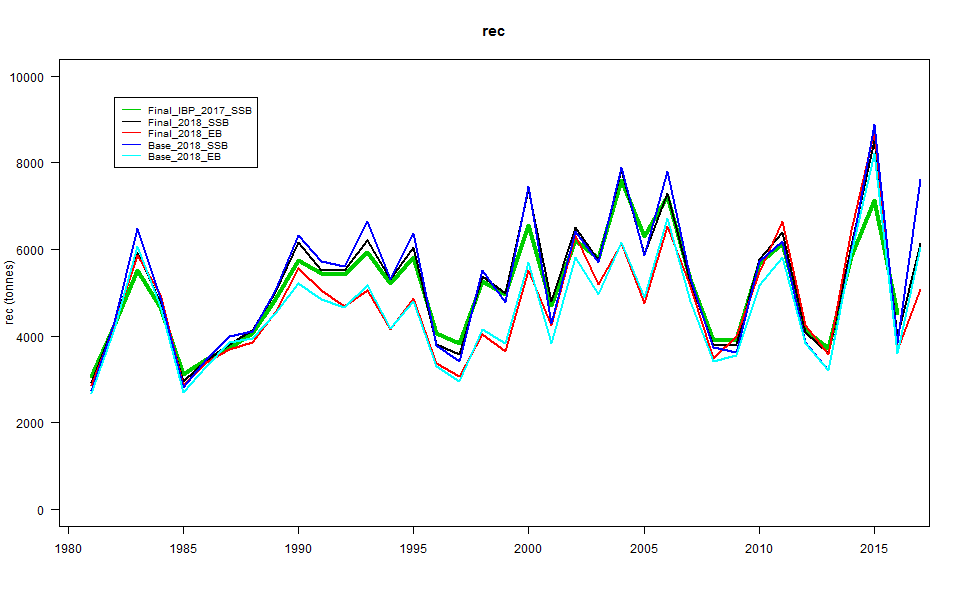 rec
10000
8000
6000
4000
2000
0
rec (tonnes)
Final_IBP_2017_SSB
Final_2018_SSB
Final_2018_EB
Base_2018_SSB
Base_2018_EB
1980 1985 1990 1995 2000 2005 2010 2015